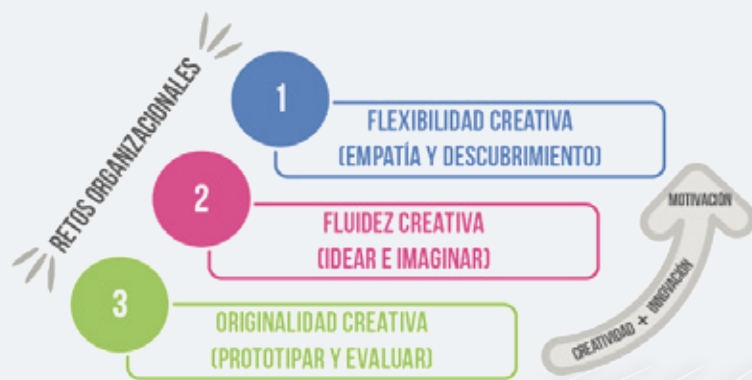 RETOS ORGANIZACIONALES
1
FLEXIBILIDAD CREATIVA
(EMPATÍA Y DESCUBRIMIENTO)
2
FLUIDEZ CREATIVA
(IDEAR E IMAGINAR)
3
ORIGINALIDAD CREATIVA
(PROTOTIPAR Y EVALUAR)
MOTIVACIÓN
CREATIVIDAD + INNOVACIÓN